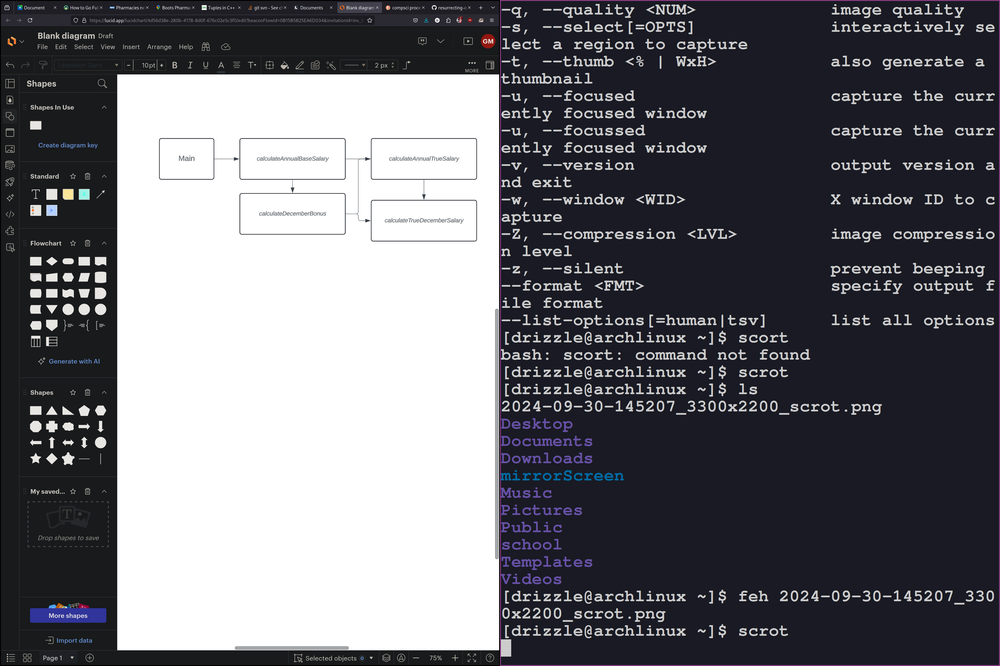 Document
How to Go Full
Pharmacies ne
Boots Pharmac
Tuples in C++ -
git svn - See cl
Documents
Blank diagram
compsci proce
resurrecting-o
https://lucid.app/lucidchart/4d56d38e-280b-4178-8d0f-676c02e5c3f0/edit?beaconFlowId=0B15B5B25EA6D034&invitationId=inv_b
Blank diagram Draft
File Edit Select View Insert Arrange Help
GM
Liberation Sans
- 10pt + B I U A T 2 px
MORE
Shapes
Shapes In Use
Create diagram key
Standard
Flowchart
Generate with AI
Shapes
My saved...
Drop shapes to save
More shapes
Import data
Main
calculateAnnualBaseSalary
calculateAnnualTrueSalary
calculateDecemberBonus
calculateTrueDecemberSalary
Page 1
Selected objects 0
75%
-q, --quality <NUM> image quality
-s, --select[=OPTS] interactively se
lect a region to capture
-t, --thumb <% | WxH> also generate a
thumbnail
-u, --focused capture the curr
ently focused window
-u, --focussed capture the curr
ently focused window
-v, --version output version a
nd exit
-w, --window <WID> X window ID to c
apture
-Z, --compression <LVL> image compressio
n level
-z, --silent prevent beeping
--format <FMT> specify output f
ile format
--list-options[=human|tsv] list all options
[drizzle@archlinux ~]$ scort
bash: scort: command not found
[drizzle@archlinux ~]$ scrot
[drizzle@archlinux ~]$ ls
2024-09-30-145207_3300x2200_scrot.png
Desktop
Documents
Downloads
mirrorScreen
Music
Pictures
Public
school
Templates
Videos
[drizzle@archlinux ~]$ feh 2024-09-30-145207_330
0x2200_scrot.png
[drizzle@archlinux ~]$ scrot